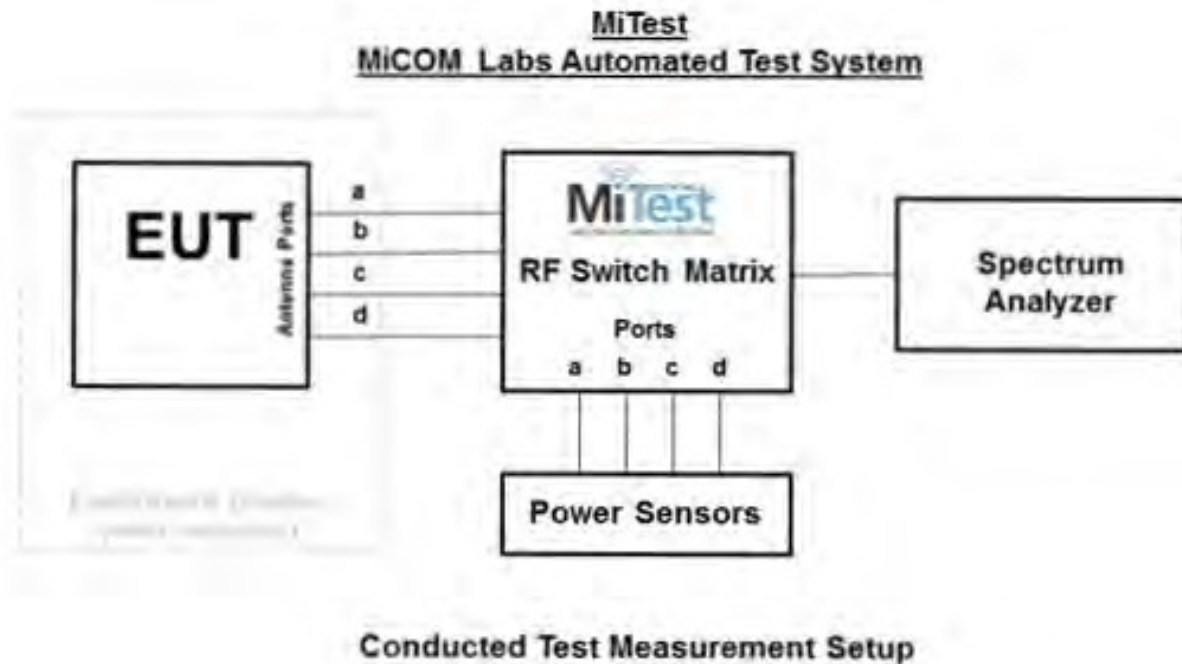 MiTest
MiCOM Labs Automated Test System
EUT
Antenna Ports
a
b
c
d
MiTest
RF Switch Matrix
Ports
a b c d
Spectrum
Analyzer
Power Sensors
Conducted Test Measurement Setup